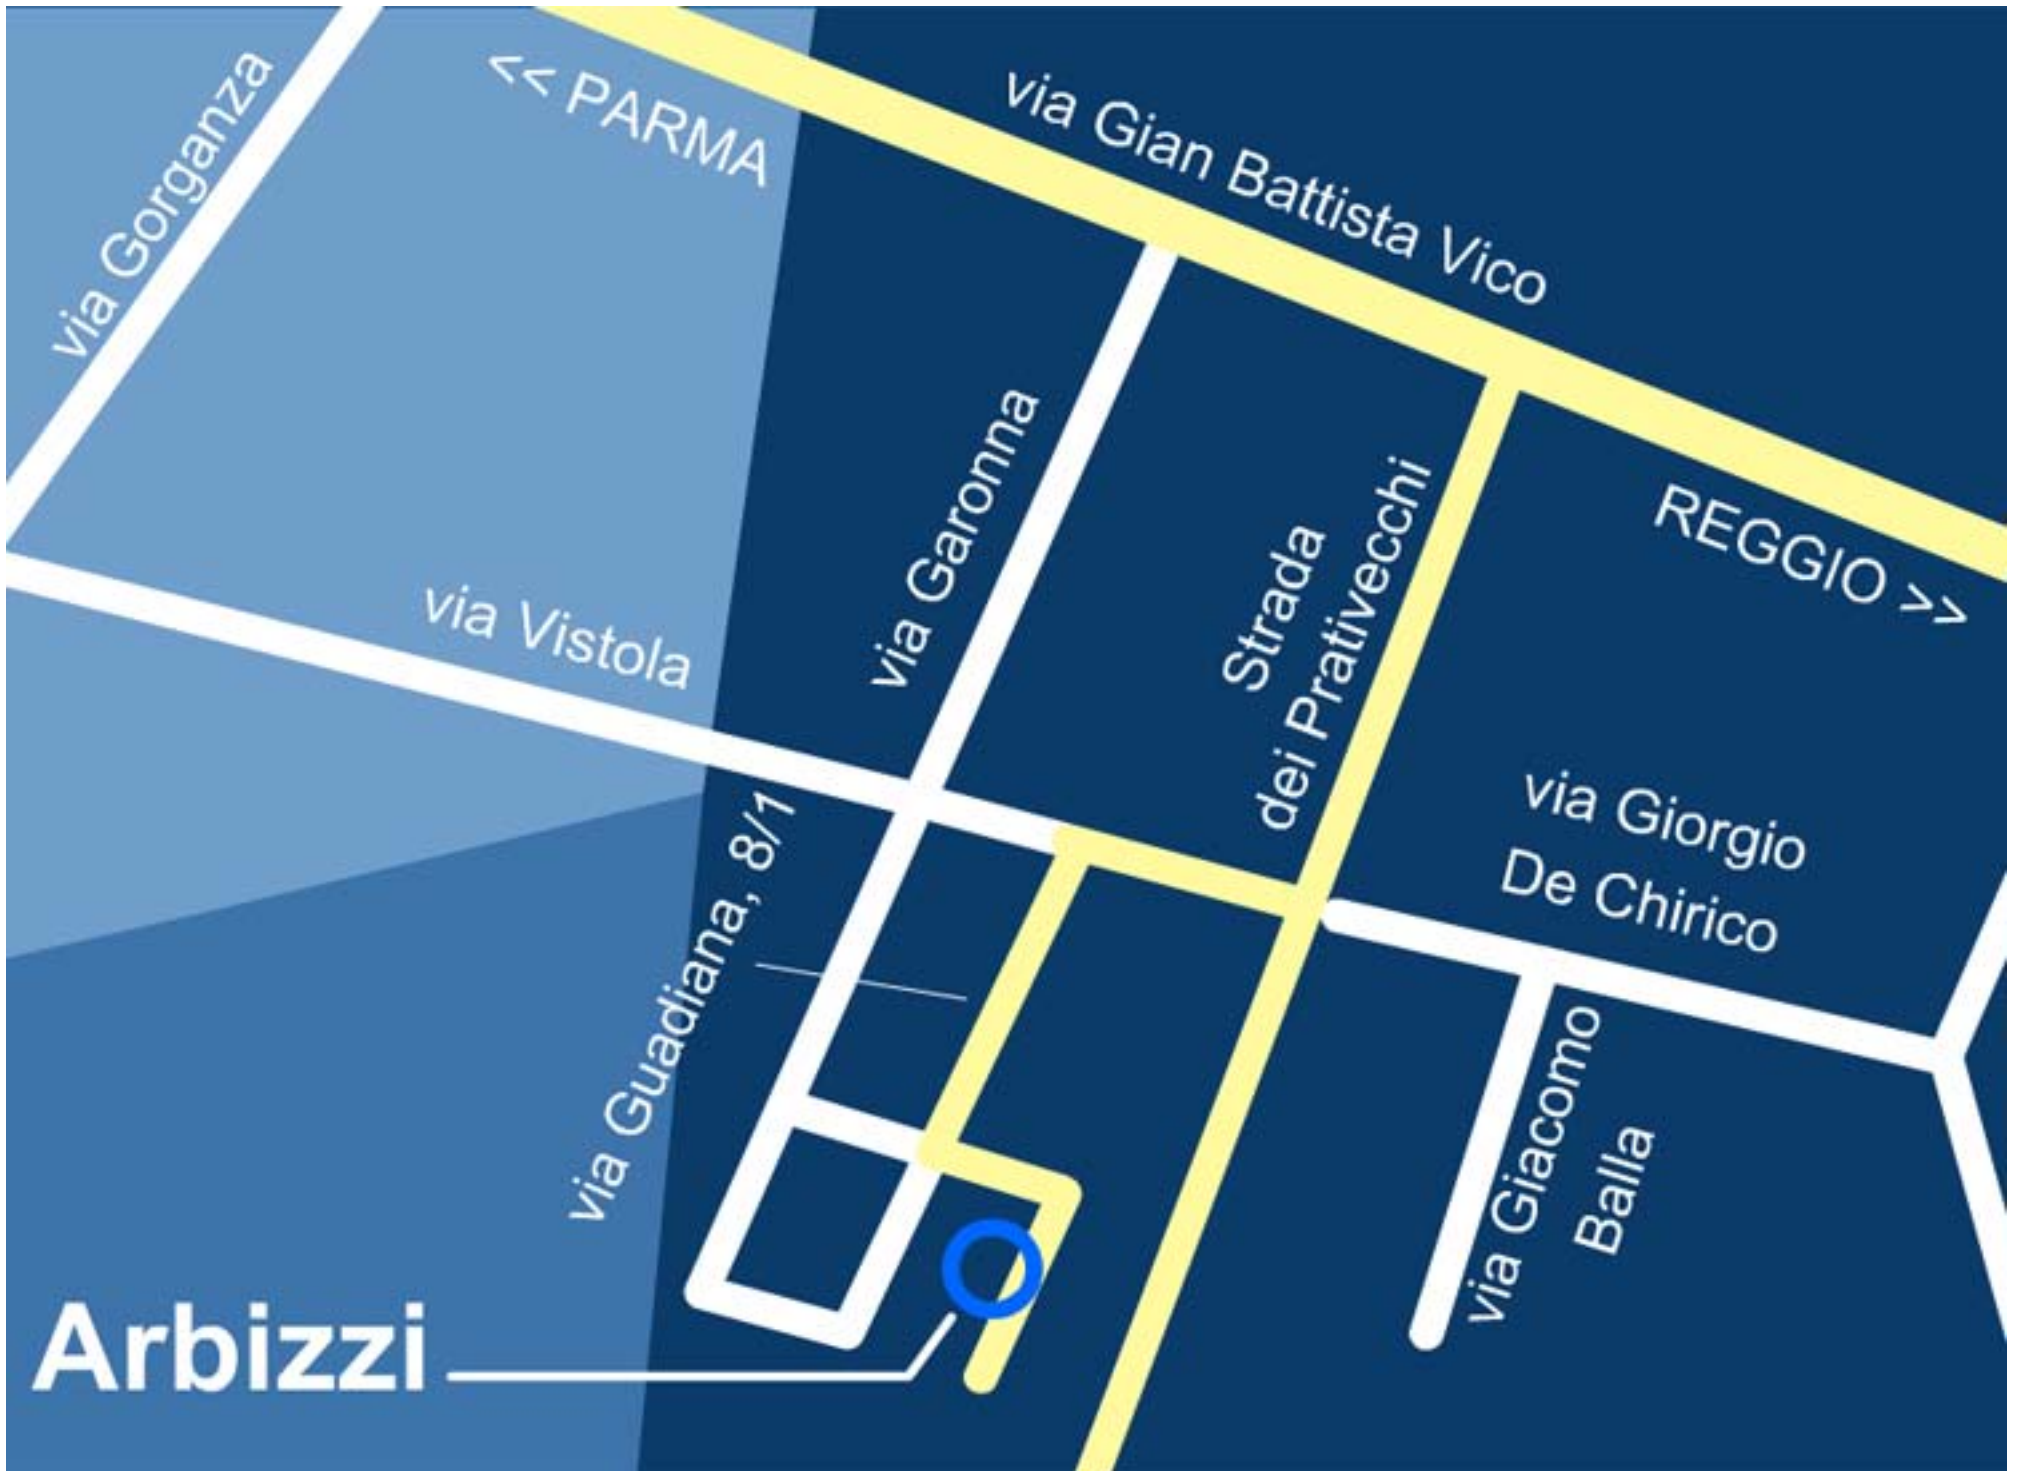 via Gorganza
<< PARMA
via Gian Battista Vico
REGGIO >>
via Garonna
Strada
dei Prativecchi
via Vistola
via Giorgio
De Chirico
via Guadiana, 8/1
via Giacomo
Balla
Arbizzi